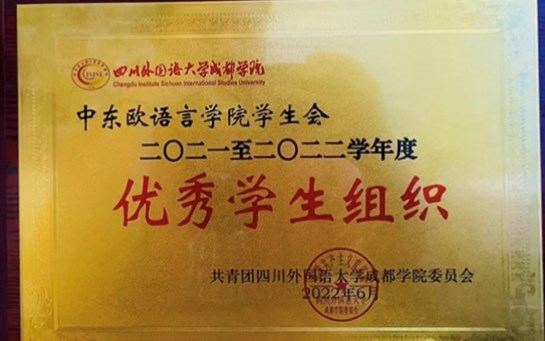 四川外国语大学成都学院
Chengdu Institute Sichuan International Studies University
中东欧语言学院学生会
二〇二一至二〇二二学年度
优秀学生组织
共青团四川外国语大学成都学院委员会
2022年6月